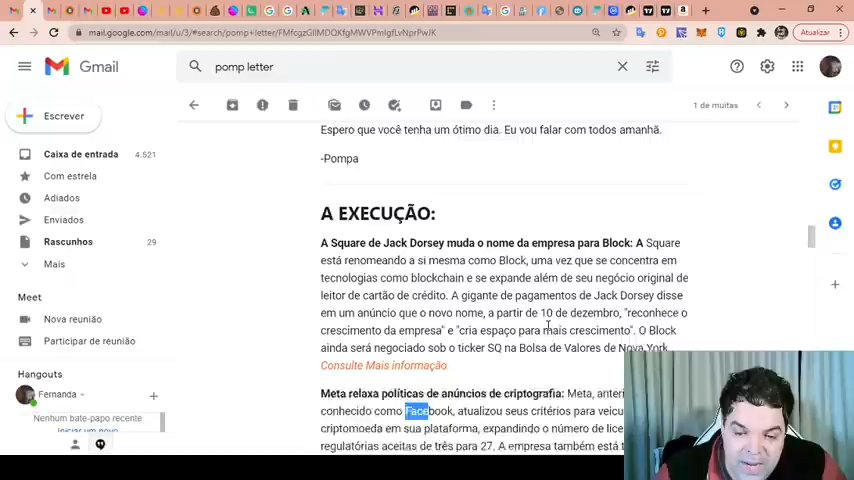 Atualizar
mail.google.com/mail/u/3/#search/pomp+letter/
Gmail
pomp letter
Escrever
1 de muitas
Caixa de entrada 4.521
Com estrela
Adiados
Enviados
Rascunhos 29
Mais
Meet
Nova reunião
Participar de reunião
Hangouts
Fernanda
Nenhum bate-papo recente
Iniciar um novo
Espero que você tenha um ótimo dia. Eu vou falar com todos amanhã.
-Pompa
A EXECUÇÃO:
A Square de Jack Dorsey muda o nome da empresa para Block: A Square
está renomeando a si mesma como Block, uma vez que se concentra em
tecnologias como blockchain e se expande além de seu negócio original de
leitor de cartão de crédito. A gigante de pagamentos de Jack Dorsey disse
em um anúncio que o novo nome, a partir de 10 de dezembro, "reconhece o
crescimento da empresa" e "cria espaço para mais crescimento". O Block
ainda será negociado sob o ticker SQ na Bolsa de Valores de Nova York.
Consulte Mais informação
Meta relaxa políticas de anúncios de criptografia: Meta, anteri
conhecido como Facebook, atualizou seus critérios para veicu
criptomoeda em sua plataforma, expandindo o número de lice
regulatórias aceitas de três para 27. A empresa também está t